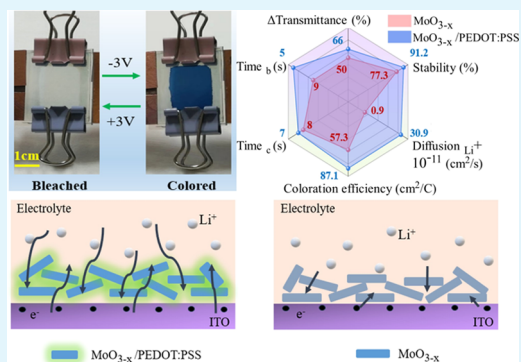 -3V
+3V
1cm
Bleached
Colored
MoO3-x
MoO3-x/PEDOT:PSS
ΔTransmittance (%)
66
50
Stability (%)
91.2
77.3
Diffusion Li+
10-11 (cm2/s)
30.9
0.9
Coloration efficiency (cm2/C)
87.1
57.3
Time c (s)
7
8
Time b (s)
5
9
Electrolyte
Li+
e-
ITO
MoO3-x/PEDOT:PSS
Electrolyte
Li+
e-
ITO
MoO3-x